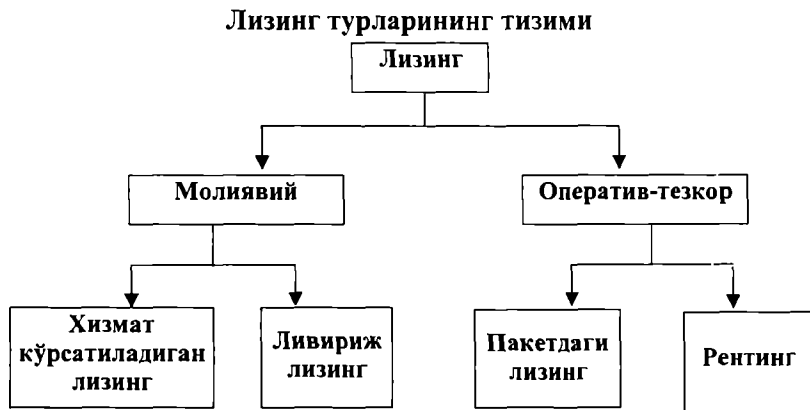 Лизинг турларининг тизими
Лизинг
Молиявий
Оператив-тезкор
Хизмат
кўрсатиладиган
лизинг
Ливириж
лизинг
Пакетдаги
лизинг
Рентинг